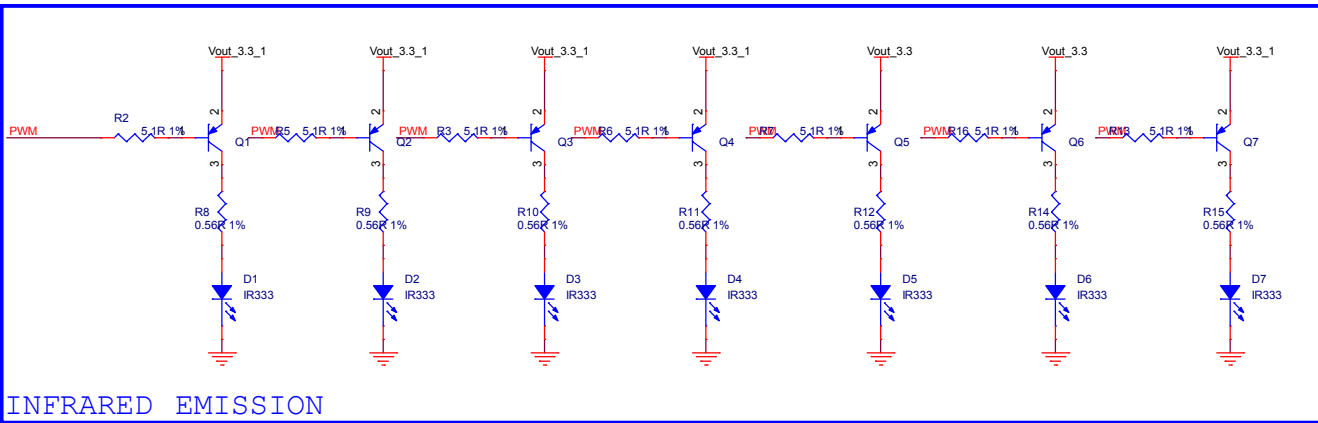 Vout_3.3_1 Vout_3.3_1 Vout_3.3_1 Vout_3.3_1 Vout_3.3 Vout_3.3 Vout_3.3_1
2 2 2 2 2 2 2
R2
PWM 5.1R 1% Q1 PWM R5 5.1R 1% Q2 PWM R3 5.1R 1% Q3 PWM R6 5.1R 1% Q4 PWM R7 5.1R 1% Q5 PWM R16 5.1R 1% Q6 PWM R13 5.1R 1% Q7
3 3 3 3 3 3 3
R8 R9 R10 R11 R12 R14 R15
0.56R 1% 0.56R 1% 0.56R 1% 0.56R 1% 0.56R 1% 0.56R 1% 0.56R 1%
D1 D2 D3 D4 D5 D6 D7
IR333 IR333 IR333 IR333 IR333 IR333 IR333
INFRARED EMISSION